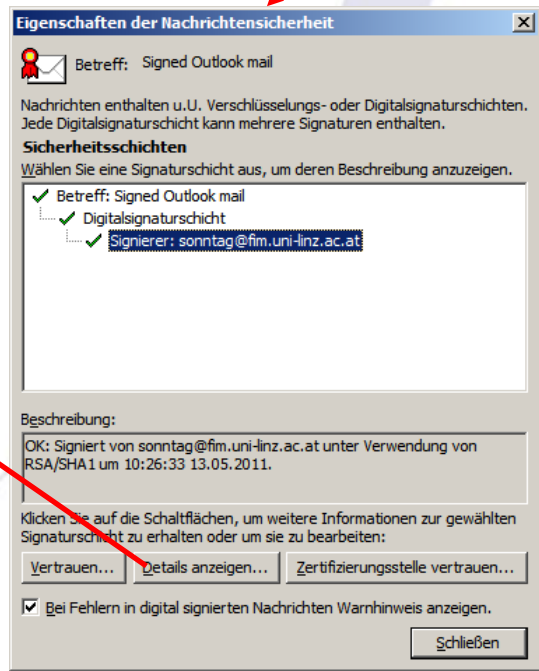 Eigenschaften der Nachrichtensicherheit
Betreff: Signed Outlook mail
Nachrichten enthalten u.U. Verschlüsselungs- oder Digitalsignaturschichten.
Jede Digitalsignaturschicht kann mehrere Signaturen enthalten.
Sicherheitsschichten
Wählen Sie eine Signaturschicht aus, um deren Beschreibung anzuzeigen.
Betreff: Signed Outlook mail
Digitalsignaturschicht
Signierer: sonntag@fim.uni-linz.ac.at
Beschreibung:
OK: Signiert von sonntag@fim.uni-linz.ac.at unter Verwendung von
RSA/SHA1 um 10:26:33 13.05.2011.
Klicken Sie auf die Schaltflächen, um weitere Informationen zur gewählten
Signaturschicht zu erhalten oder um sie zu bearbeiten:
Vertrauen... Details anzeigen... Zertifizierungsstelle vertrauen...
Bei Fehlern in digital signierten Nachrichten Warnhinweis anzeigen.
Schließen